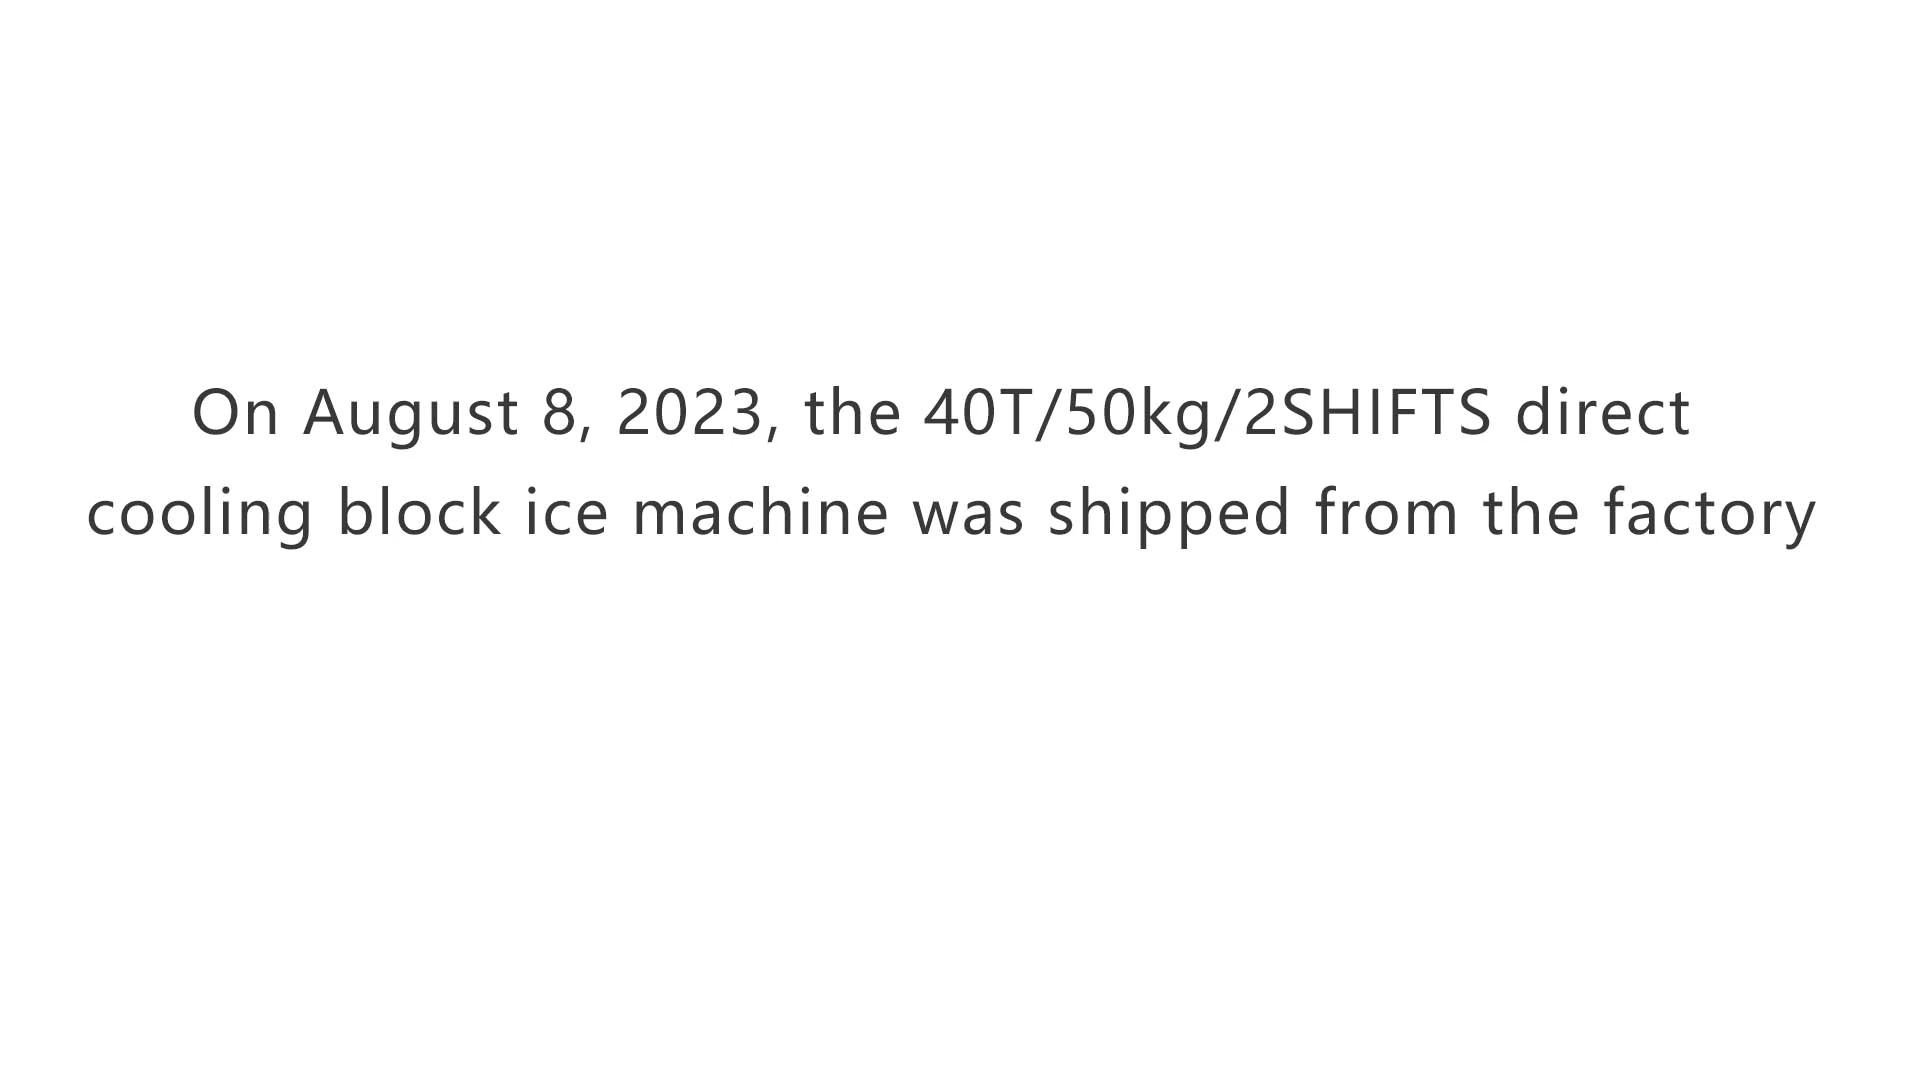 On August 8, 2023, the 40T/50kg/2SHIFTS direct
cooling block ice machine was shipped from the factory